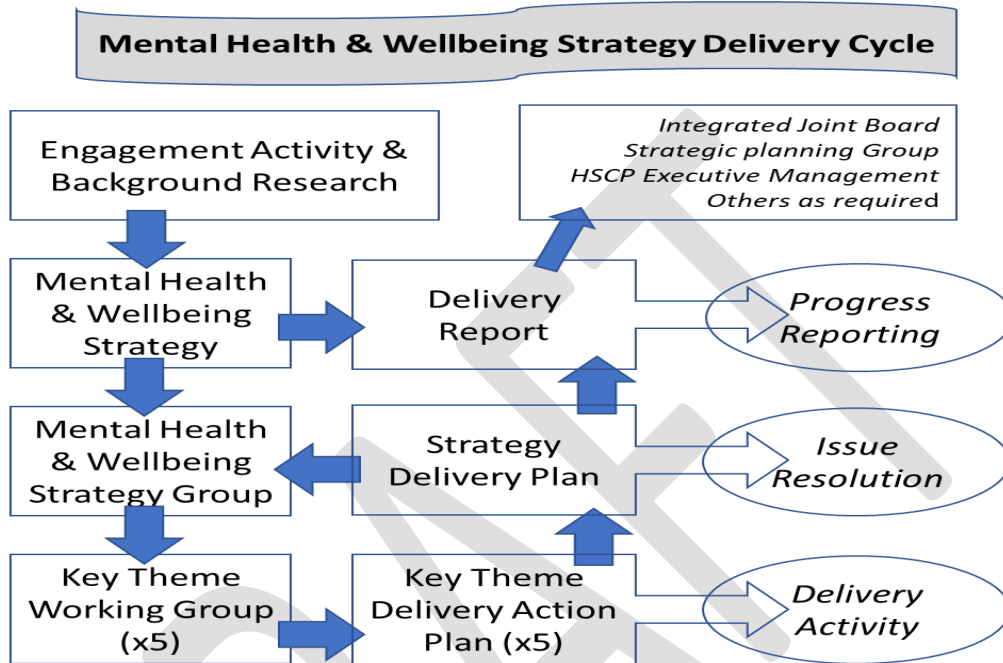 Mental Health & Wellbeing Strategy Delivery Cycle
Engagement Activity &
Background Research
Integrated Joint Board
Strategic planning Group
HSCP Executive Management
Others as required
Mental Health
& Wellbeing
Strategy
Delivery
Report
Progress
Reporting
Mental Health
& Wellbeing
Strategy Group
Strategy
Delivery Plan
Issue
Resolution
Key Theme
Working Group
(x5)
Key Theme
Delivery Action
Plan (x5)
Delivery
Activity
DRAFT